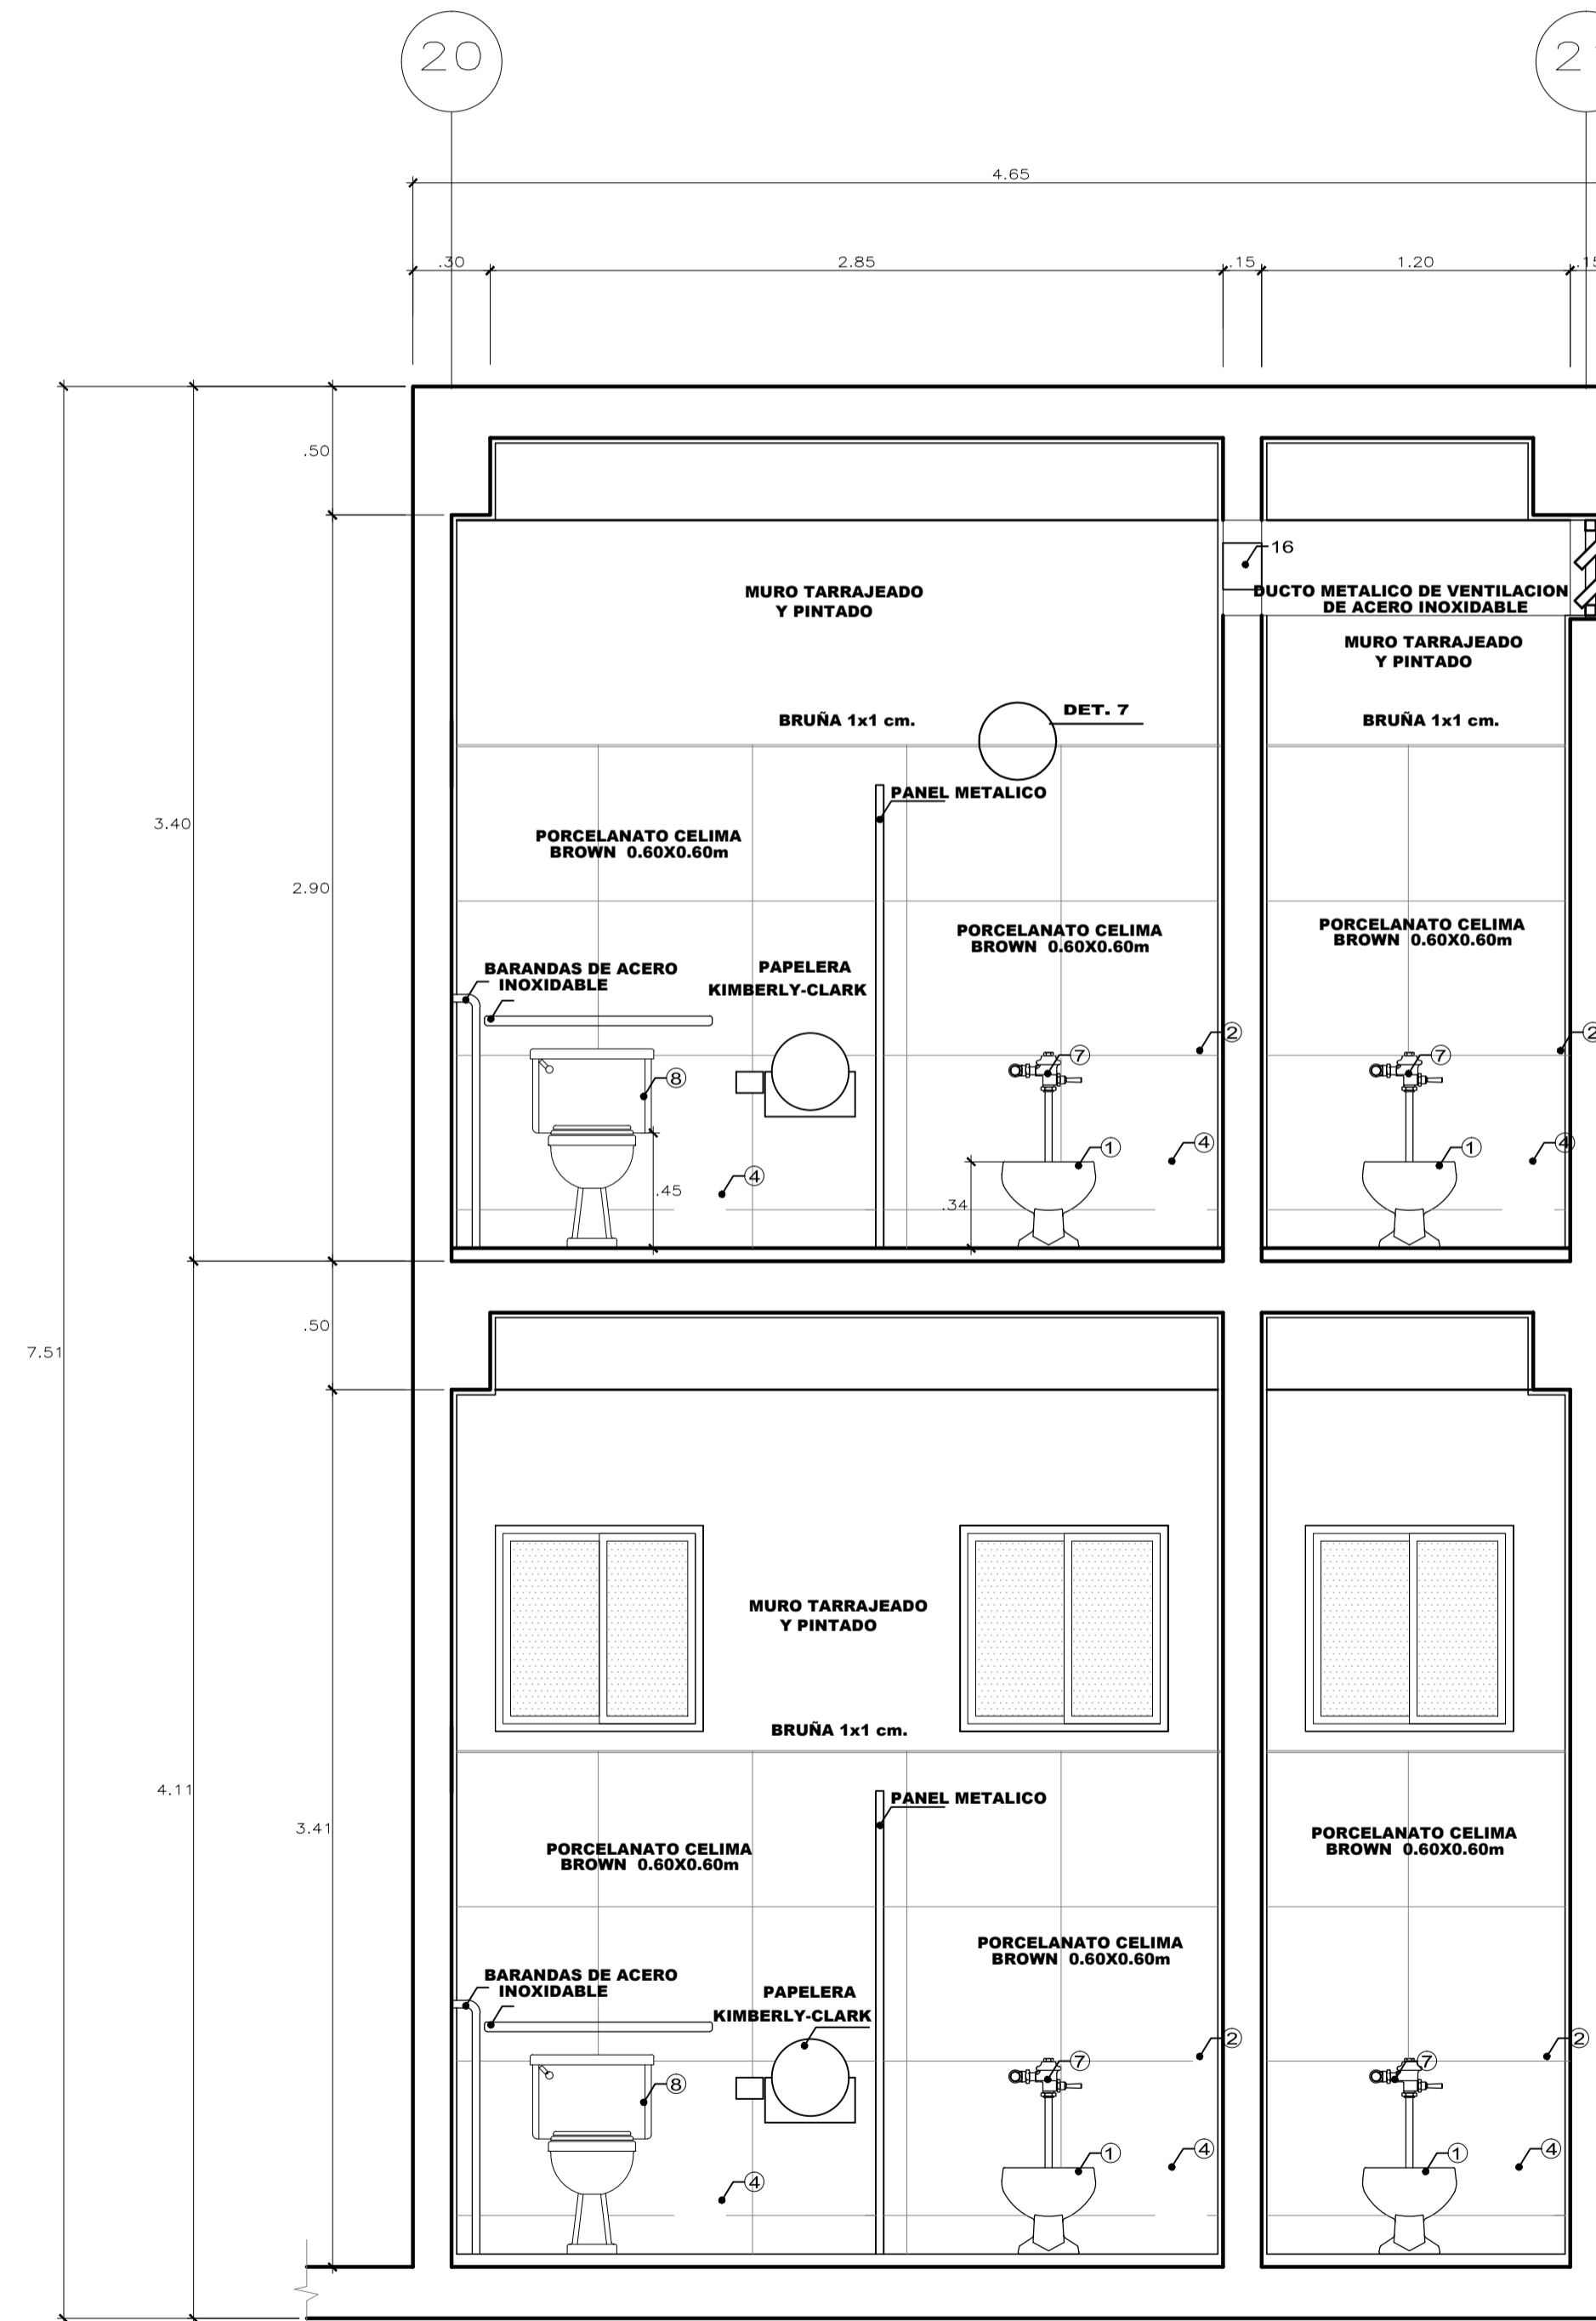 20
4.65
.30
2.85
.15
1.20
.50
16
MURO TARRAJEADO
Y PINTADO
DUCTO METALICO DE VENTILACION
DE ACERO INOXIDABLE
MURO TARRAJEADO
Y PINTADO
BRUÑA 1x1 cm.
DET. 7
BRUÑA 1x1 cm.
PANEL METALICO
3.40
PORCELANATO CELIMA
BROWN 0.60X0.60m
2.90
PORCELANATO CELIMA
BROWN 0.60X0.60m
PORCELANATO CELIMA
BROWN 0.60X0.60m
BARANDAS DE ACERO
INOXIDABLE
PAPELERA
KIMBERLY-CLARK
2
2
7
7
8
1
4
1
4
4
.45
.34
.50
7.51
MURO TARRAJEADO
Y PINTADO
BRUÑA 1x1 cm.
4.11
PANEL METALICO
3.41
PORCELANATO CELIMA
BROWN 0.60X0.60m
PORCELANATO CELIMA
BROWN 0.60X0.60m
PORCELANATO CELIMA
BROWN 0.60X0.60m
BARANDAS DE ACERO
INOXIDABLE
PAPELERA
KIMBERLY-CLARK
2
2
7
7
8
1
4
1
4
4